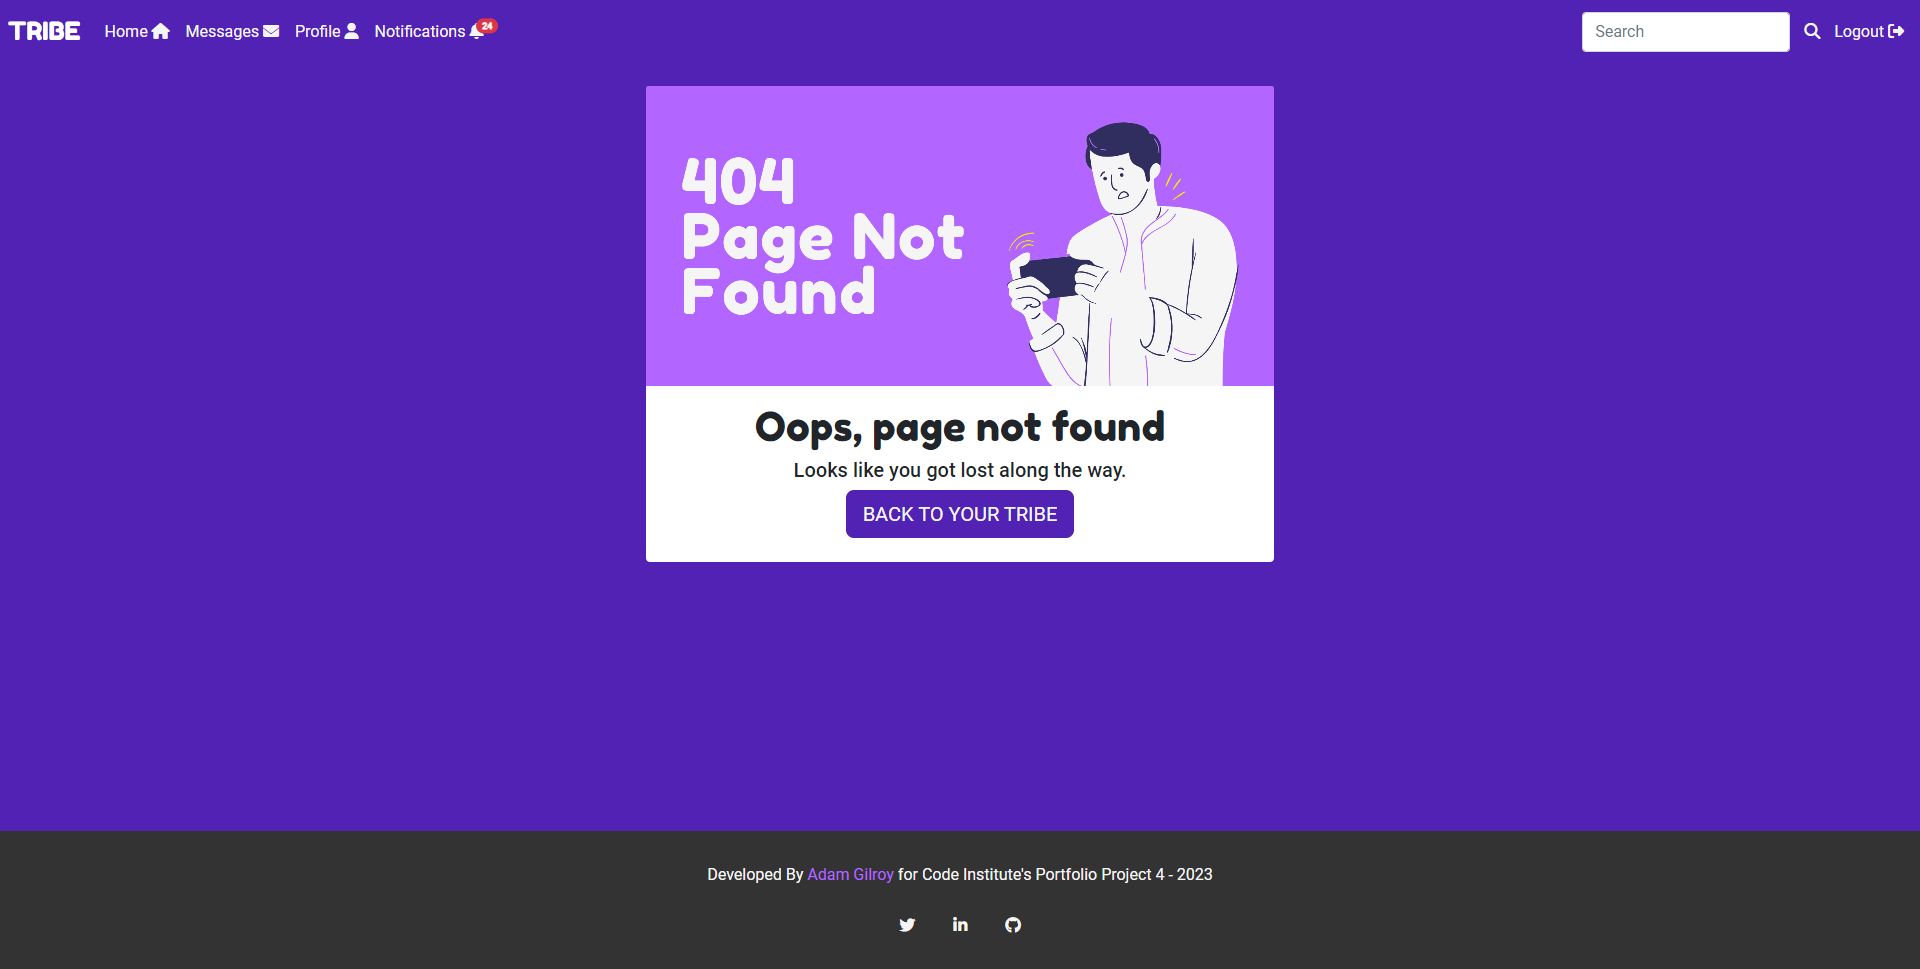 TRIBE Home Messages Profile Notifications 24 Search Logout
404
Page Not
Found
Oops, page not found
Looks like you got lost along the way.
BACK TO YOUR TRIBE
Developed By Adam Gilroy for Code Institute's Portfolio Project 4 - 2023